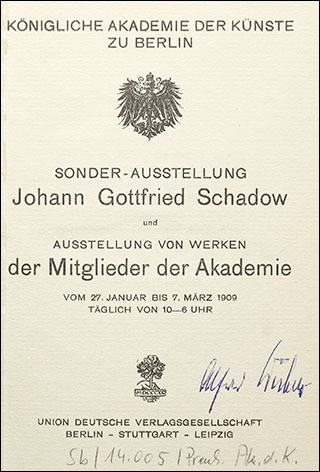 KÖNIGLICHE AKADEMIE DER KÜNSTE
ZU BERLIN
SONDER-AUSSTELLUNG
Johann Gottfried Schadow
und
AUSSTELLUNG VON WERKEN
der Mitglieder der Akademie
VOM 27. JANUAR BIS 7. MÄRZ 1909
TÄGLICH VON 10—6 UHR
Alfred
UNION DEUTSCHE VERLAGSGESELLSCHAFT
BERLIN - STUTTGART - LEIPZIG
Sb/14.005/Preuß. Ak.d.K.